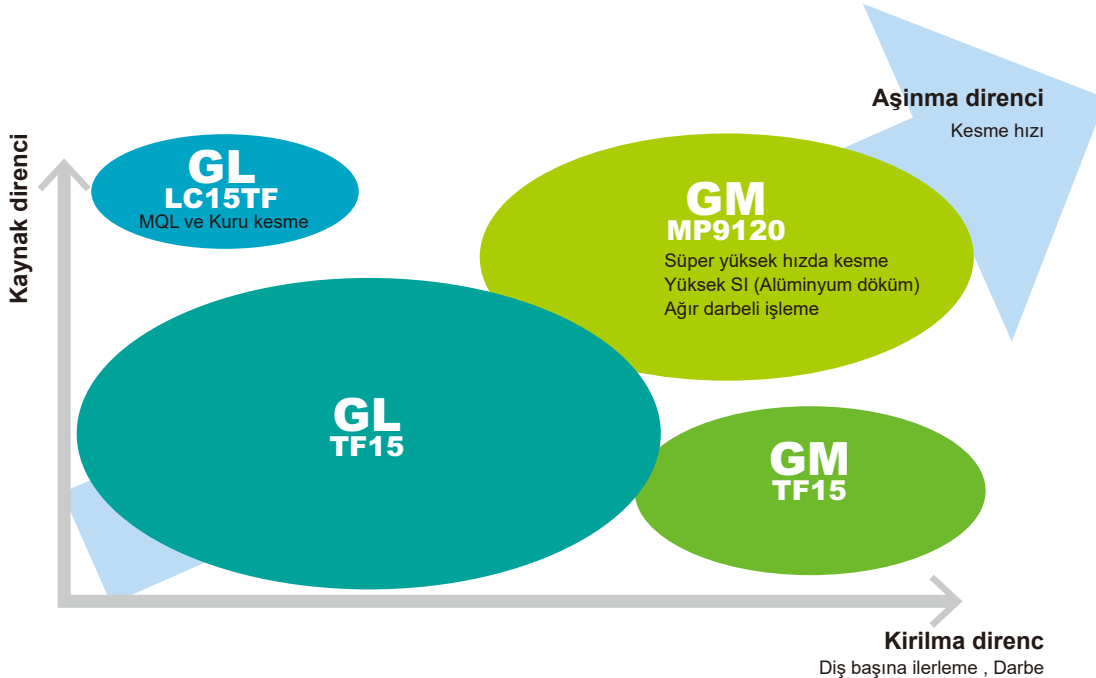 Aşinma direnci
Kesme hızı
Kaynak direnci
GL
LC15TF
MQL ve Kuru kesme
GM
MP9120
Süper yüksek hızda kesme
Yüksek SI (Alüminyum döküm)
Ağır darbeli işleme
GL
TF15
GM
TF15
Kirilma direnc
Diş başına ilerleme , Darbe